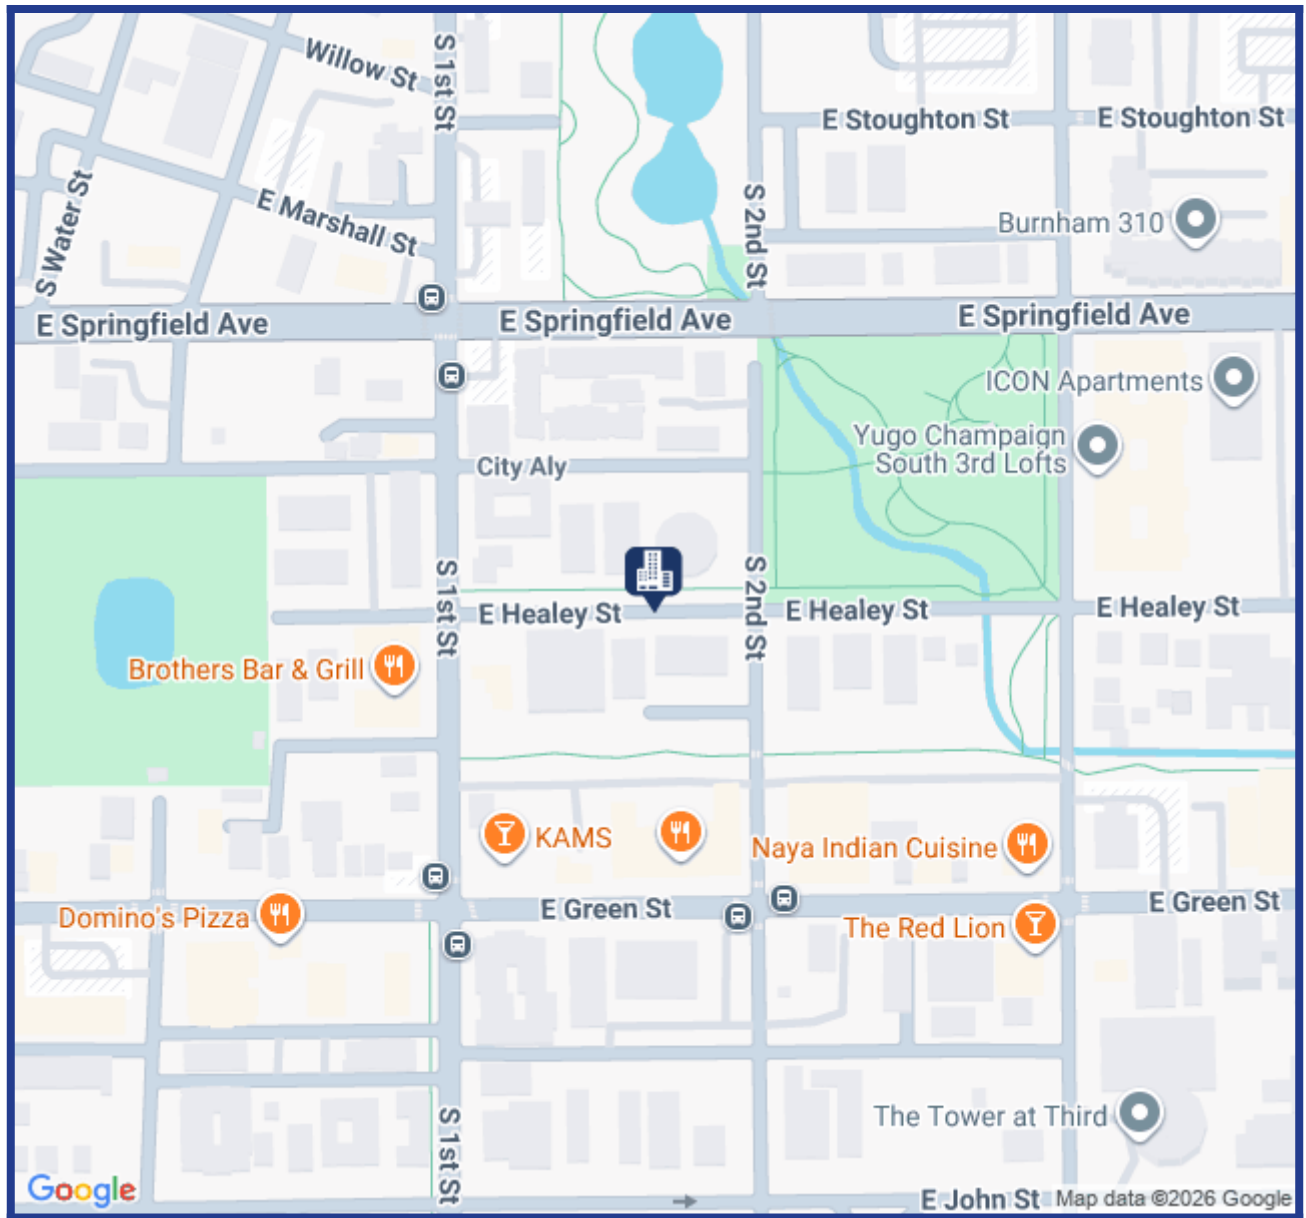 Willow St
S 1st St
E Stoughton St
E Stoughton St
S Water St
E Marshall St
S 2nd St
Burnham 310
E Springfield Ave
E Springfield Ave
E Springfield Ave
ICON Apartments
Yugo Champaign
South 3rd Lofts
City Aly
S 1st St
S 2nd St
E Healey St
E Healey St
E Healey St
Brothers Bar & Grill
KAMS
Naya Indian Cuisine
Domino's Pizza
E Green St
E Green St
The Red Lion
The Tower at Third
S 1st St
Google
E John St
Map data ©2026 Google